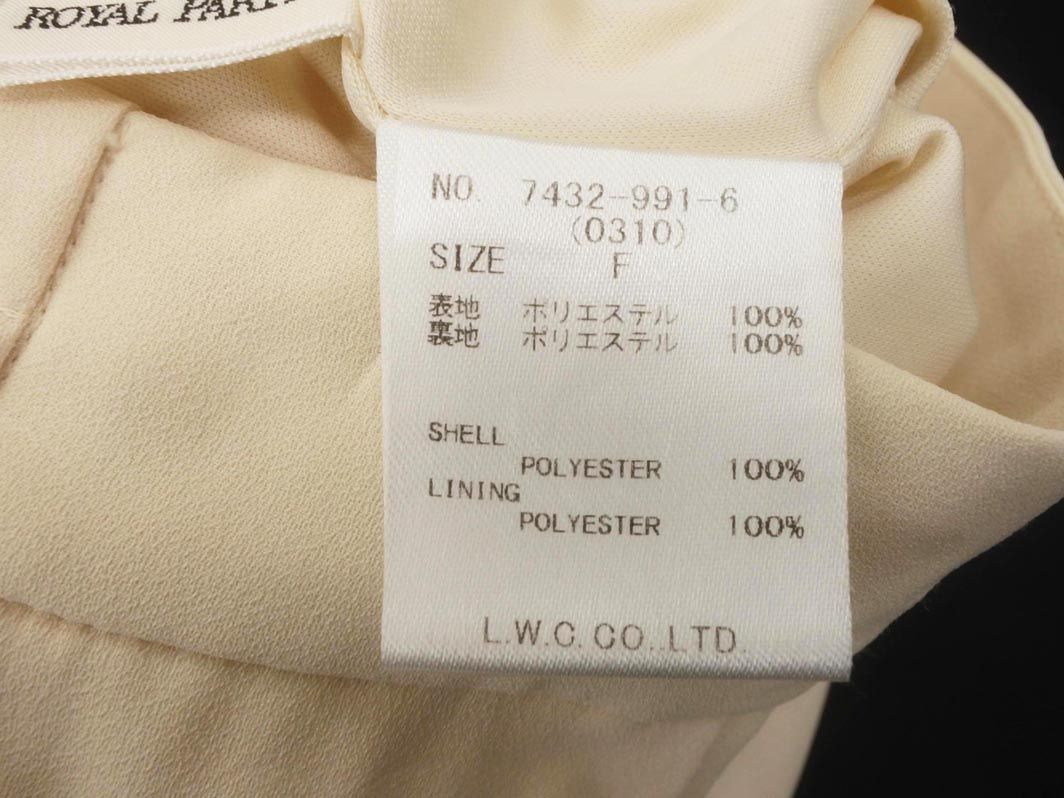 ROYAL PARTY
NO. 7432-991-6
(0310)
SIZE F
表地 ポリエステル 100%
裏地 ポリエステル 100%
SHELL
POLYESTER 100%
LINING
POLYESTER 100%
L.W.C.CO.,LTD.